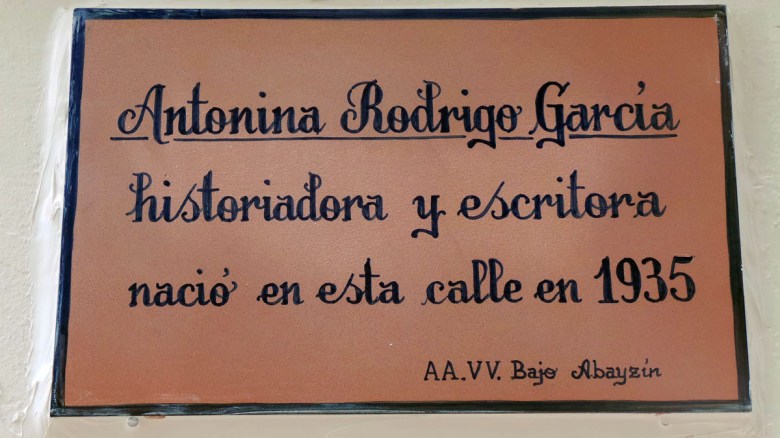 Antonina Rodrigo García
historiadora y escritora
nació en esta calle en 1935
AA.VV. Bajo Abayzín